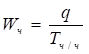 W_ч = q / T_ч/ч